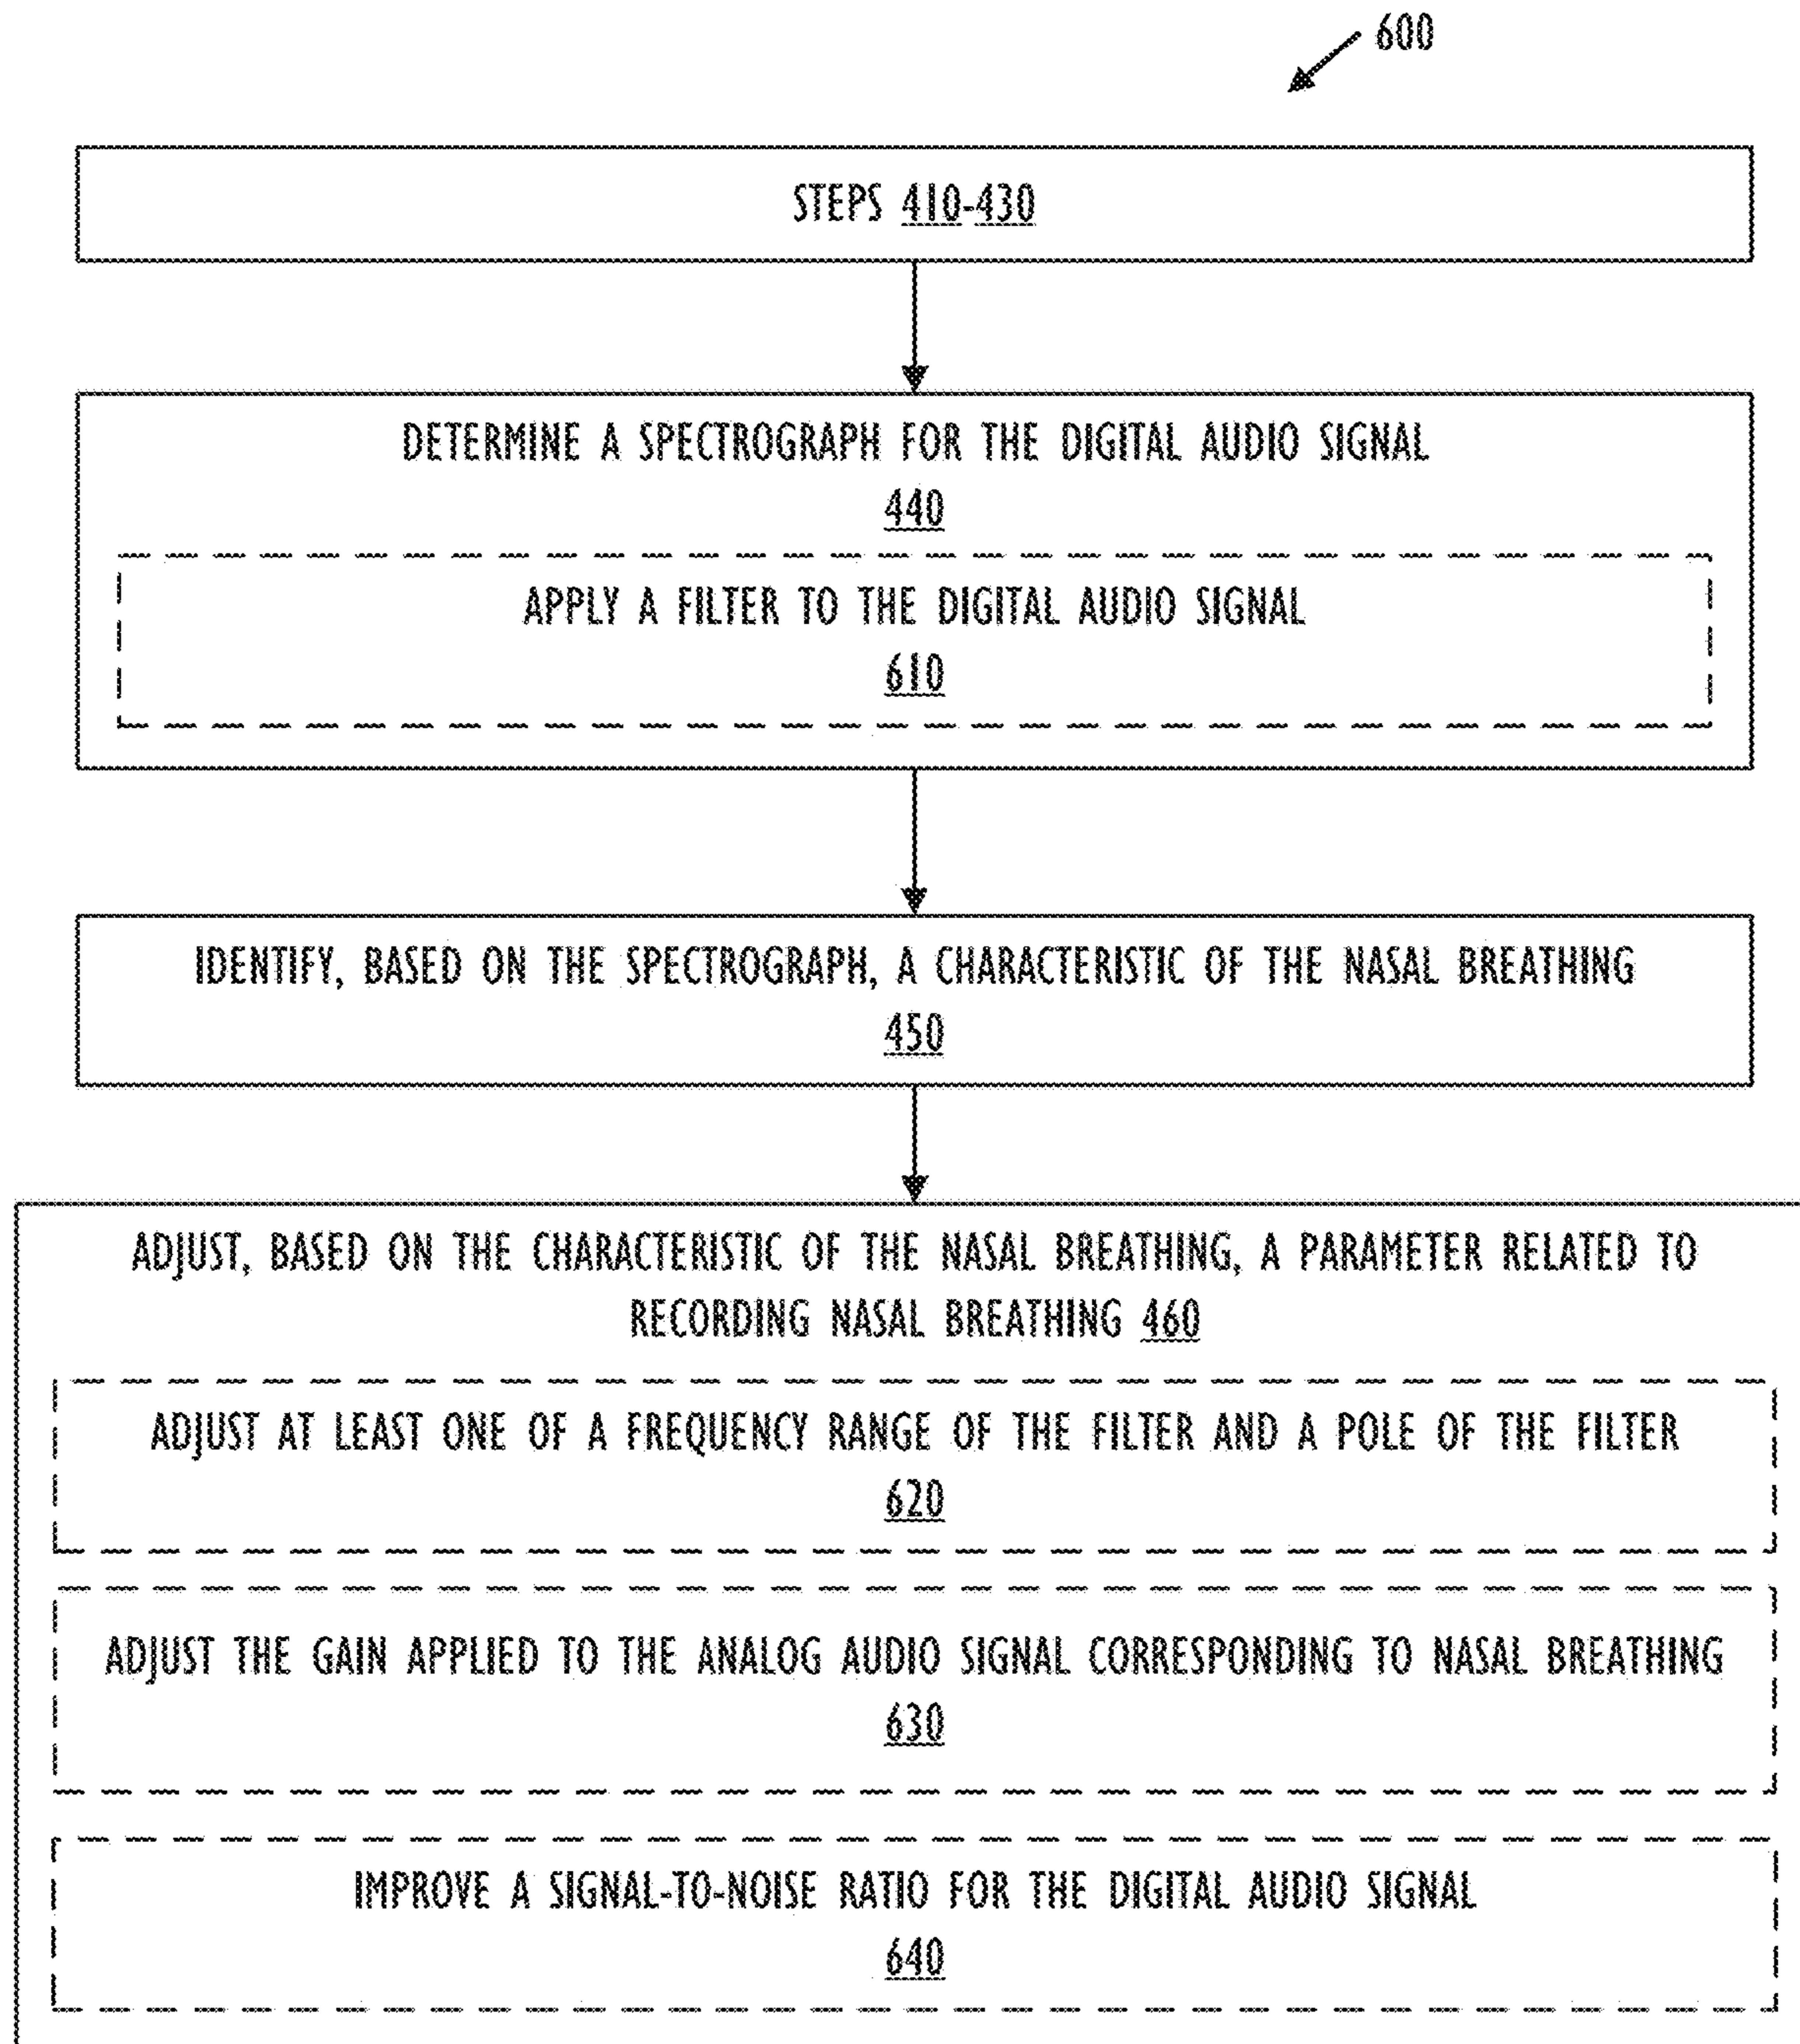 600
STEPS 410-430
DETERMINE A SPECTROGRAPH FOR THE DIGITAL AUDIO SIGNAL
440
APPLY A FILTER TO THE DIGITAL AUDIO SIGNAL
610
IDENTIFY, BASED ON THE SPECTROGRAPH, A CHARACTERISTIC OF THE NASAL BREATHING
450
ADJUST, BASED ON THE CHARACTERISTIC OF THE NASAL BREATHING, A PARAMETER RELATED TO
RECORDING NASAL BREATHING 460
ADJUST AT LEAST ONE OF A FREQUENCY RANGE OF THE FILTER AND A POLE OF THE FILTER
620
ADJUST THE GAIN APPLIED TO THE ANALOG AUDIO SIGNAL CORRESPONDING TO NASAL BREATHING
630
IMPROVE A SIGNAL-TO-NOISE RATIO FOR THE DIGITAL AUDIO SIGNAL
640